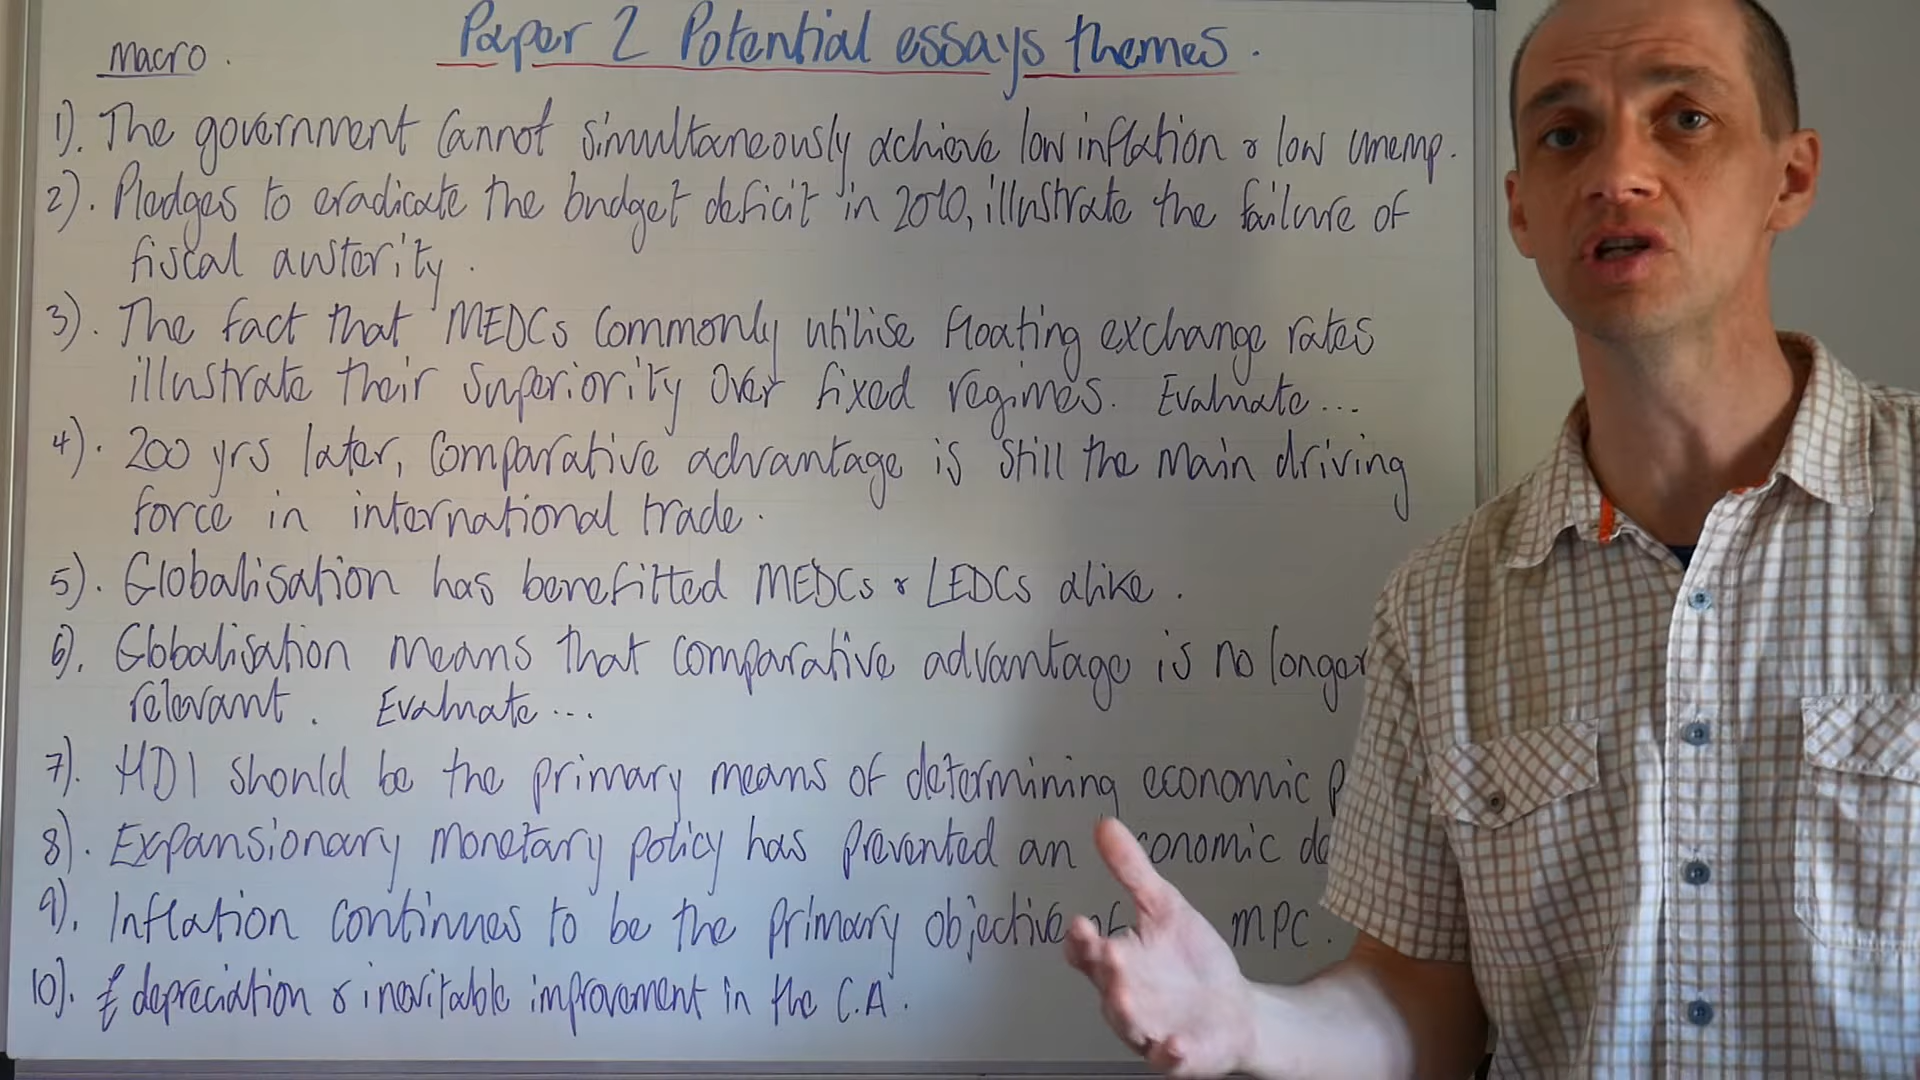 Macro.
Paper 2 Potential essays themes.
1). The government cannot simultaneously achieve low inflation & low unemp.
2). Pledges to eradicate the budget deficit in 2010, illustrate the failure of
fiscal austerity.
3). The fact that MEDCs commonly utilise floating exchange rates
illustrate their superiority over fixed regimes. Evaluate...
4). 200 yrs later, comparative advantage is still the main driving
force in international trade.
5). Globalisation has benefitted MEDCs & LEDCs alike.
6). Globalisation means that comparative advantage is no longer
relevant. Evaluate...
7). HDI should be the primary means of determining economic
8). Expansionary monetary policy has prevented an
9). Inflation continues to be the primary objective of MPC.
10). £ depreciation & inevitable improvement in the C.A.